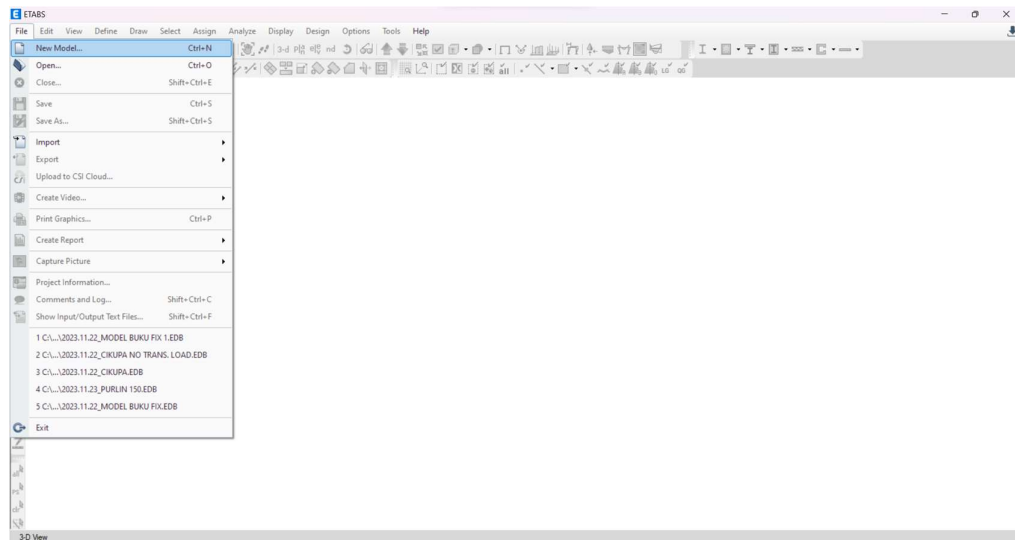 E ETABS
File Edit View Define Draw Select Assign Analyze Display Design Options Tools Help
New Model... Ctrl+N
3-d nd
Open... Ctrl+O
all
Close... Shift+Ctrl+E
Save Ctrl+S
Save As... Shift+Ctrl+S
Import
Export
Upload to CSI Cloud...
Create Video...
Print Graphics... Ctrl+P
Create Report
Capture Picture
Project Information...
Comments and Log... Shift+Ctrl+C
Show Input/Output Text Files... Shift+Ctrl+F
1 C:\...\2023.11.22_MODEL BUKU FIX 1.EDB
2 C:\...\2023.11.22_CIKUPA NO TRANS. LOAD.EDB
3 C:\...\2023.11.22_CIKUPA.EDB
4 C:\...\2023.11.23_PURLIN 150.EDB
5 C:\...\2023.11.22_MODEL BUKU FIX.EDB
Exit
3-D View